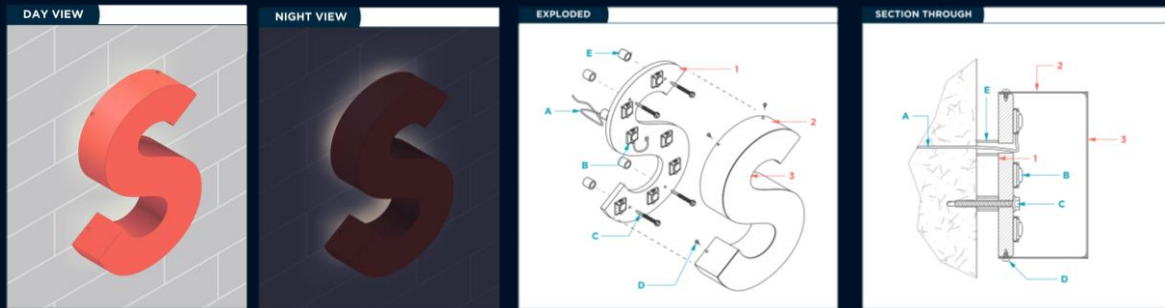 DAY VIEW
NIGHT VIEW
EXPLODED
E
1
A
2
B
3
C
D
SECTION THROUGH
2
E
A
3
1
B
C
D